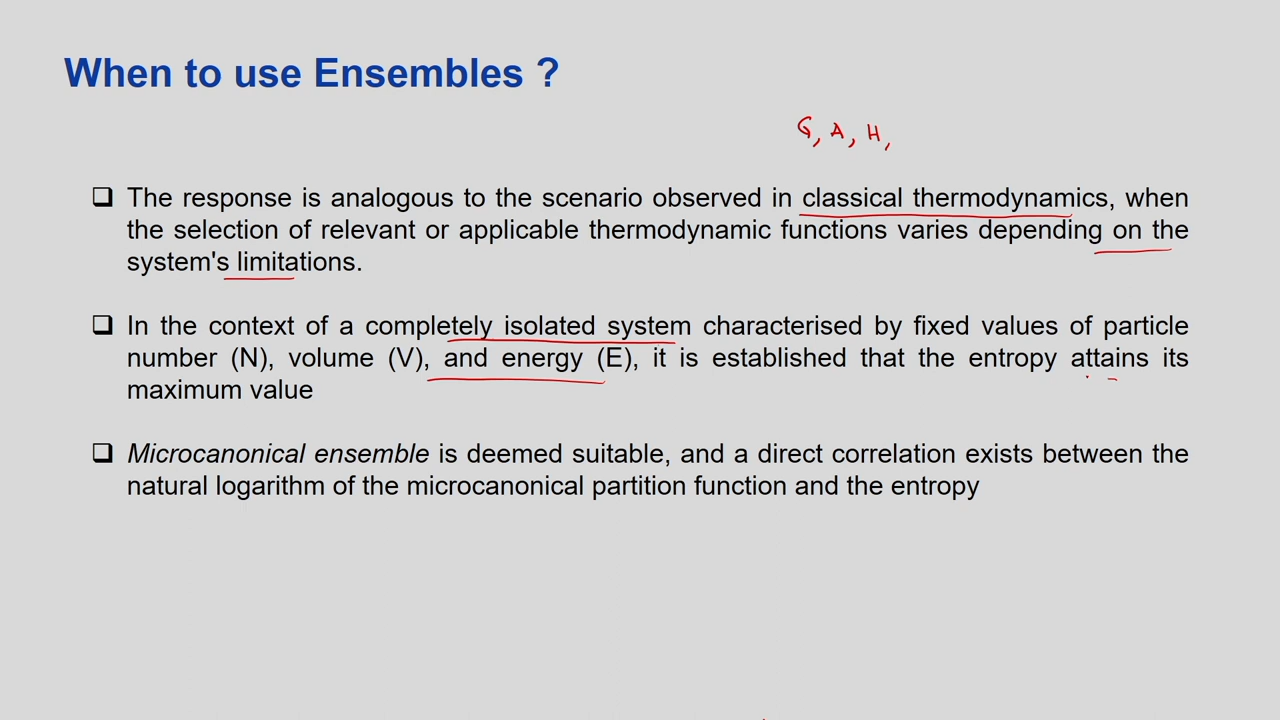 When to use Ensembles ?
G, A, H,
❑ The response is analogous to the scenario observed in classical thermodynamics, when
the selection of relevant or applicable thermodynamic functions varies depending on the
system's limitations.
❑ In the context of a completely isolated system characterised by fixed values of particle
number (N), volume (V), and energy (E), it is established that the entropy attains its
maximum value
❑ Microcanonical ensemble is deemed suitable, and a direct correlation exists between the
natural logarithm of the microcanonical partition function and the entropy